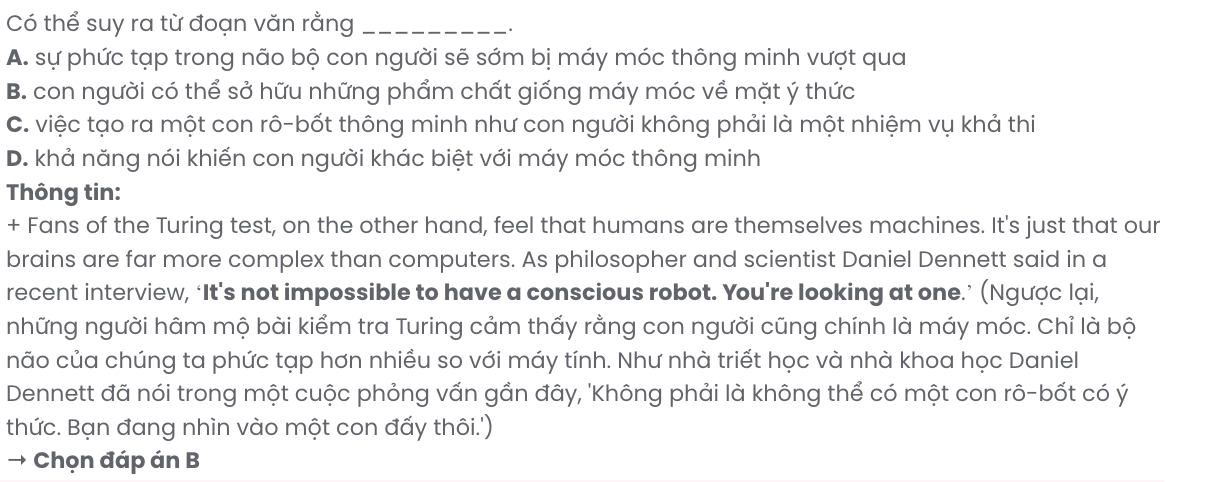 Có thể suy ra từ đoạn văn rằng _________.
A. sự phức tạp trong não bộ con người sẽ sớm bị máy móc thông minh vượt qua
B. con người có thể sở hữu những phẩm chất giống máy móc về mặt ý thức
C. việc tạo ra một con rô-bốt thông minh như con người không phải là một nhiệm vụ khả thi
D. khả năng nói khiến con người khác biệt với máy móc thông minh
Thông tin:
+ Fans of the Turing test, on the other hand, feel that humans are themselves machines. It's just that our
brains are far more complex than computers. As philosopher and scientist Daniel Dennett said in a
recent interview, ‘It's not impossible to have a conscious robot. You're looking at one.’ (Ngược lại,
những người hâm mộ bài kiểm tra Turing cảm thấy rằng con người cũng chính là máy móc. Chỉ là bộ
não của chúng ta phức tạp hơn nhiều so với máy tính. Như nhà triết học và nhà khoa học Daniel
Dennett đã nói trong một cuộc phỏng vấn gần đây, 'Không phải là không thể có một con rô-bốt có ý
thức. Bạn đang nhìn vào một con đấy thôi.')
→ Chọn đáp án B